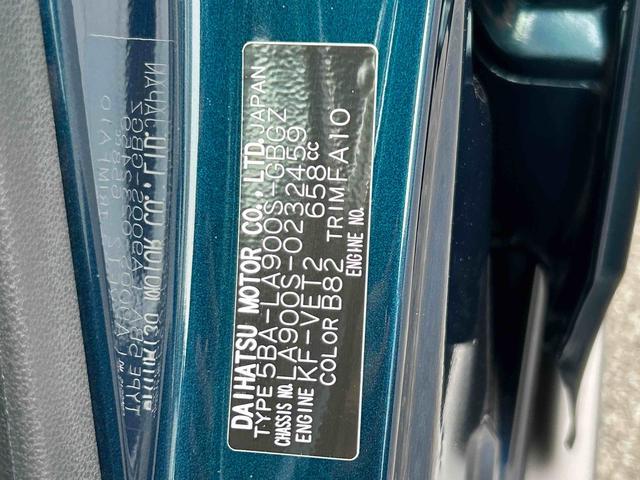 DAIHATSU MOTOR CO., LTD. JAPAN
TYPE 5BA-LA900S-GBGZ
CHASSIS NO. LA900S-0232459
ENGINE KF-VET2 658CC
COLOR B82 TRIM FA10
ENGINE NO.